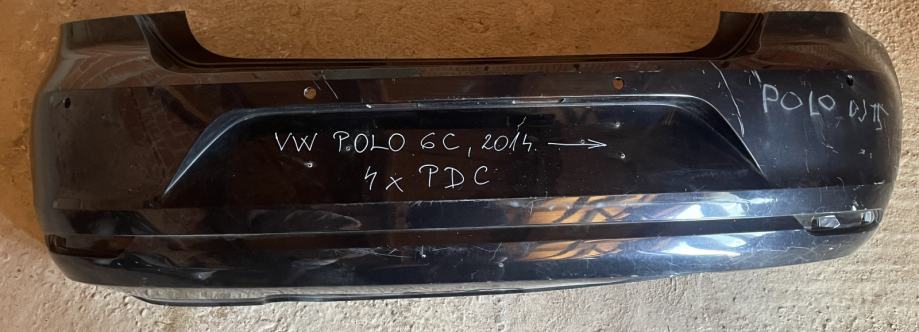 VW POLO 6C, 2014 →
4x PDC
POLO